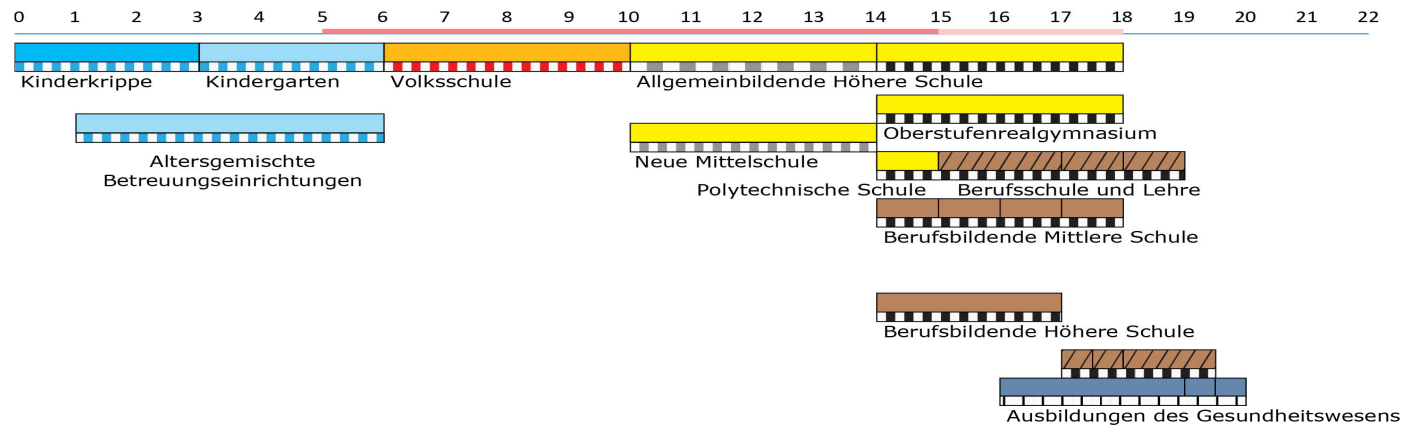 0 1 2 3 4 5 6 7 8 9 10 11 12 13 14 15 16 17 18 19 20 21 22
Kinderkrippe Kindergarten Volksschule Allgemeinbildende Höhere Schule
Oberstufenrealgymnasium
Altersgemischte
Betreuungseinrichtungen
Neue Mittelschule
Polytechnische Schule Berufsschule und Lehre
Berufsbildende Mittlere Schule
Berufsbildende Höhere Schule
Ausbildungen des Gesundheitswesens